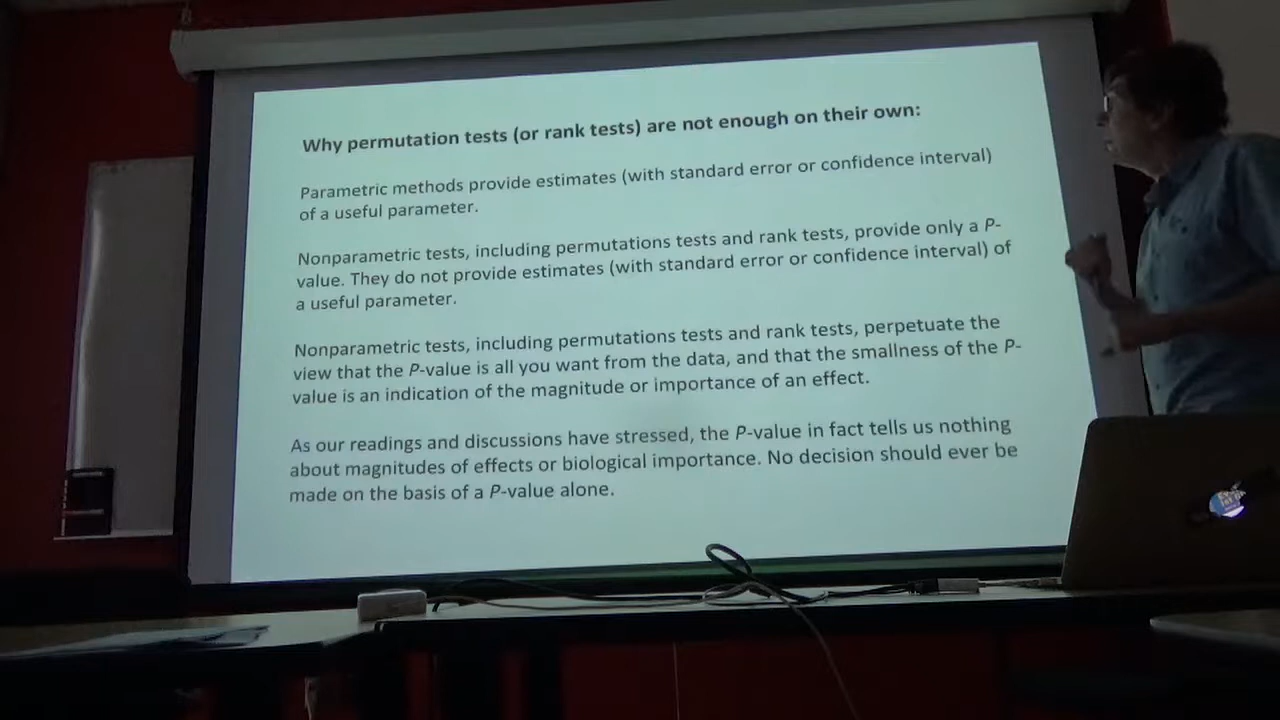 Why permutation tests (or rank tests) are not enough on their own:
Parametric methods provide estimates (with standard error or confidence interval)
of a useful parameter.
Nonparametric tests, including permutations tests and rank tests, provide only a P-
value. They do not provide estimates (with standard error or confidence interval) of
a useful parameter.
Nonparametric tests, including permutations tests and rank tests, perpetuate the
view that the P-value is all you want from the data, and that the smallness of the P-
value is an indication of the magnitude or importance of an effect.
As our readings and discussions have stressed, the P-value in fact tells us nothing
about magnitudes of effects or biological importance. No decision should ever be
made on the basis of a P-value alone.